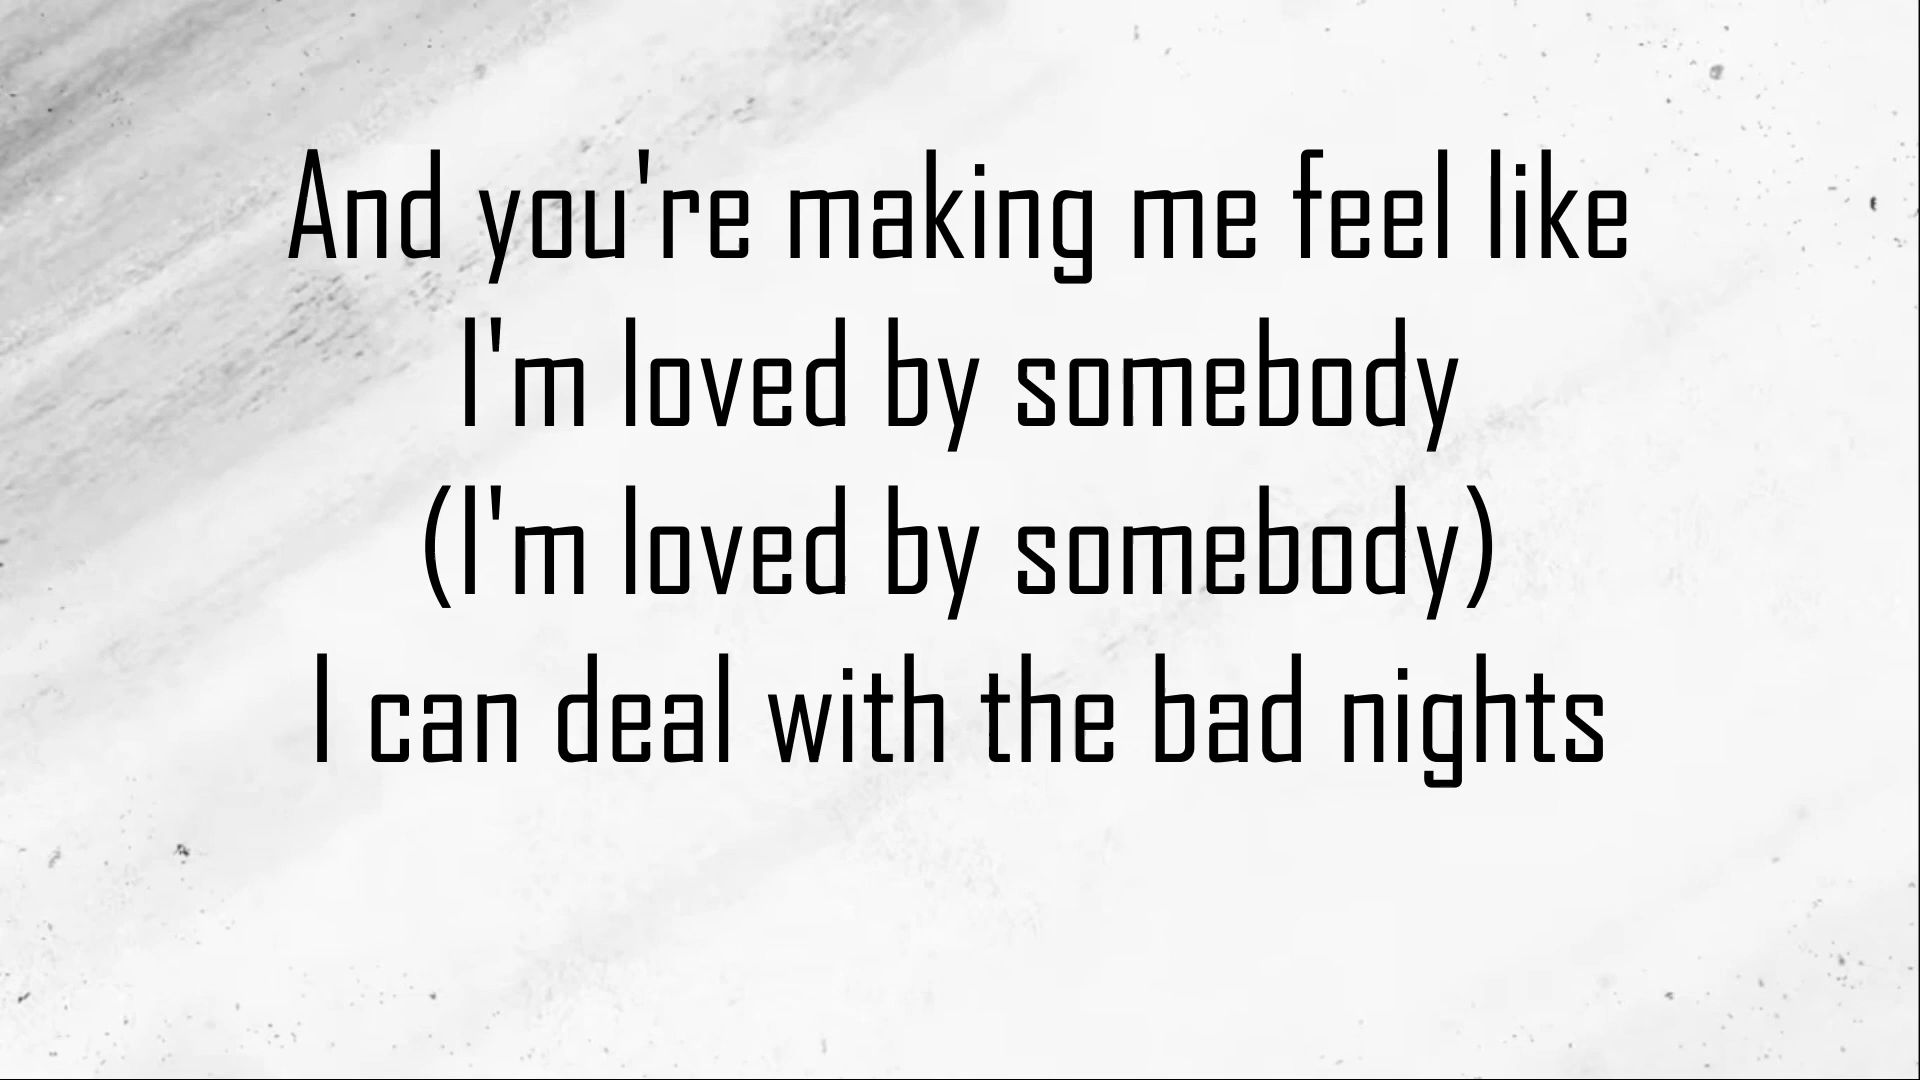 And you're making me feel like
I'm loved by somebody
(I'm loved by somebody)
I can deal with the bad nights